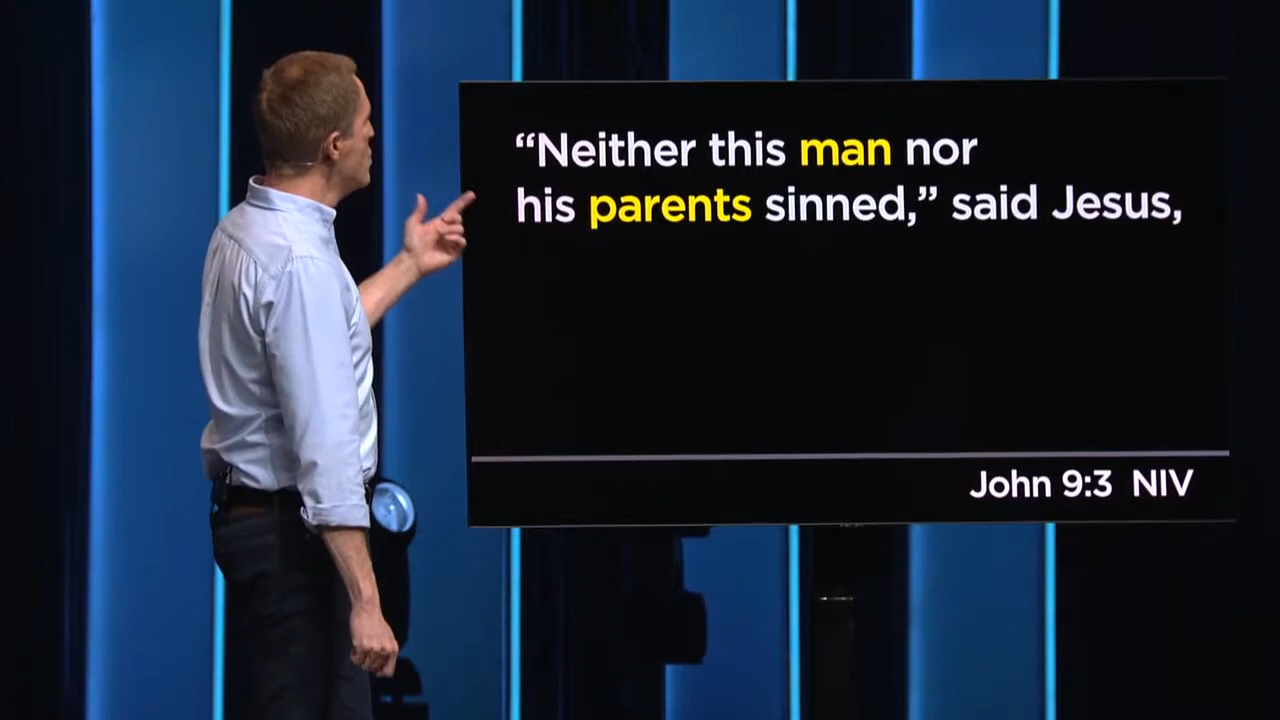 “Neither this man nor
his parents sinned,” said Jesus,
John 9:3 NIV